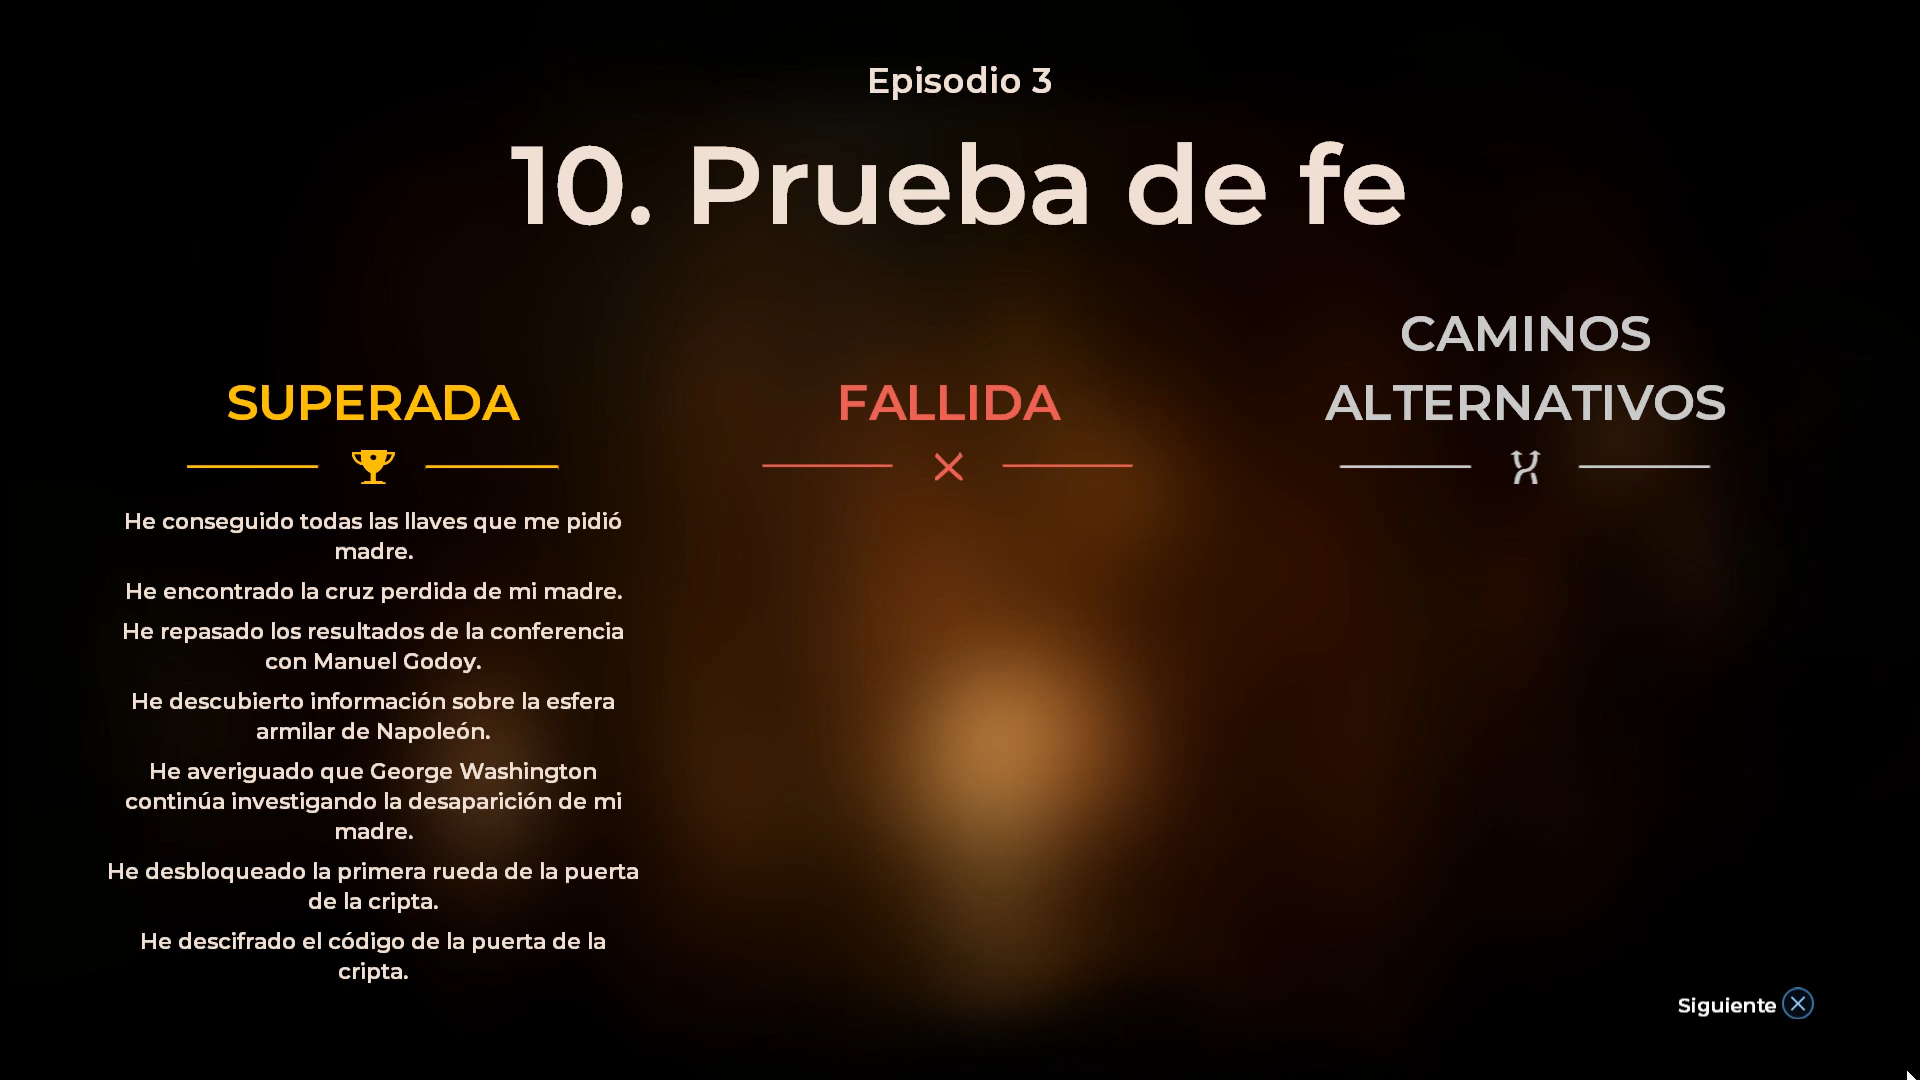 Episodio 3
10. Prueba de fe
SUPERADA
He conseguido todas las llaves que me pidió
madre.
He encontrado la cruz perdida de mi madre.
He repasado los resultados de la conferencia
con Manuel Godoy.
He descubierto información sobre la esfera
armilar de Napoleón.
He averiguado que George Washington
continúa investigando la desaparición de mi
madre.
He desbloqueado la primera rueda de la puerta
de la cripta.
He descifrado el código de la puerta de la
cripta.
FALLIDA
CAMINOS
ALTERNATIVOS
Siguiente